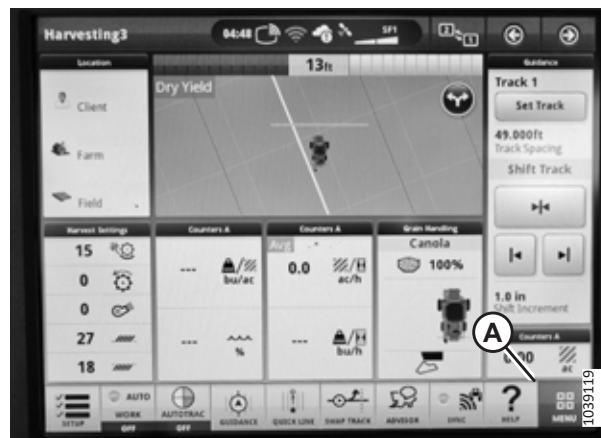 Harvesting3
04:48
SF1
2
1
Location
Client
Farm
Field
13ft
Dry Yield
Guidance
Track 1
Set Track
49.000ft
Track Spacing
Shift Track
1.0 in
Shift Increment
Harvest Settings
15
0
0
27
18
Counters A
---
bu/ac
---
%
Counters A
Avg
0.0
ac/h
---
bu/h
Grain Handling
Canola
100%
A
Counters A
ac
SETUP
AUTO
WORK
OFF
AUTOTRAC
OFF
GUIDANCE
QUICK LINE
SWAP TRACK
ADVISOR
SYNC
?
HELP
MENU
1039119